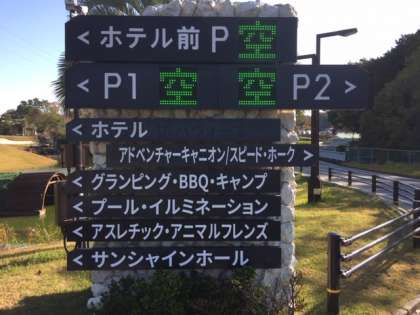 < ホテル前 P 空
< P1 空 空 P2 >
< ホテル
アドベンチャーキャニオン/スピード・ホーク >
< グランピング・BBQ・キャンプ
< プール・イルミネーション
< アスレチック・アニマルフレンズ
< サンシャインホール